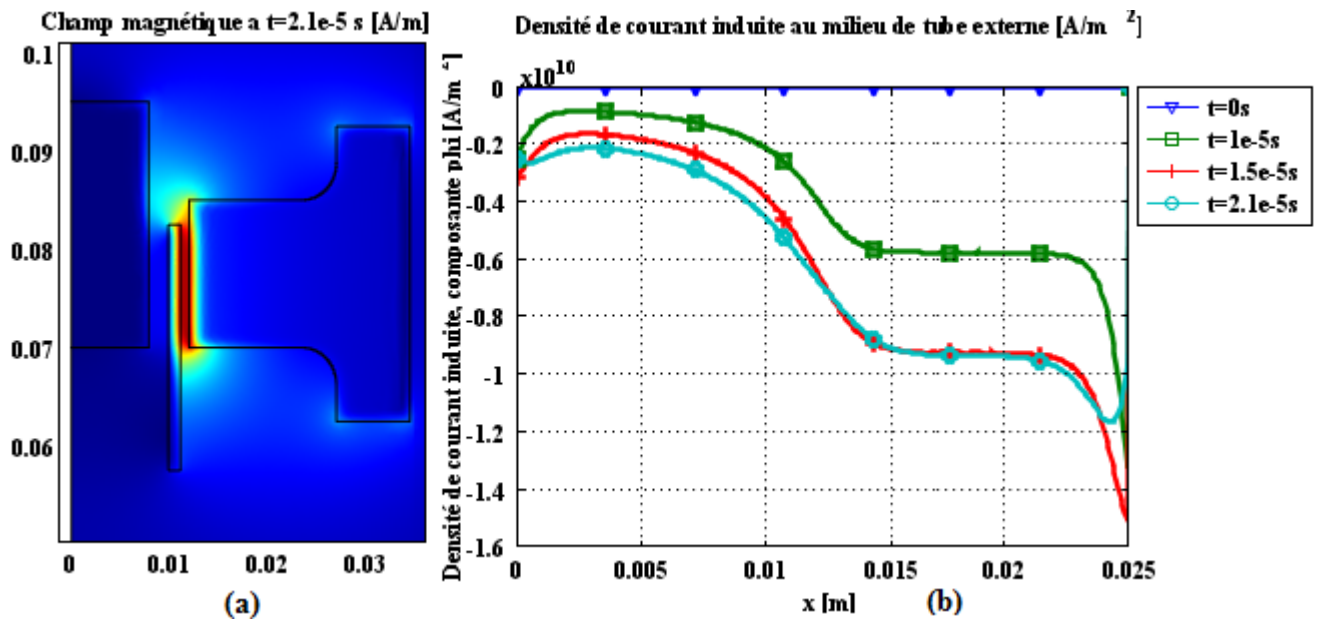 Champ magnétique a t=2.1e-5 s [A/m]
0.1
0.09
0.08
0.07
0.06
0
0.01
0.02
0.03
(a)
Densité de courant induite au milieu de tube externe [A/m ²]
Densité de courant induite, composante phi [A/m ²]
x10^10
0
-0.2
-0.4
-0.6
-0.8
-1
-1.2
-1.4
-1.6
0
0.005
0.01
0.015
0.02
0.025
x [m]
(b)
t=0s
t=1e-5s
t=1.5e-5s
t=2.1e-5s